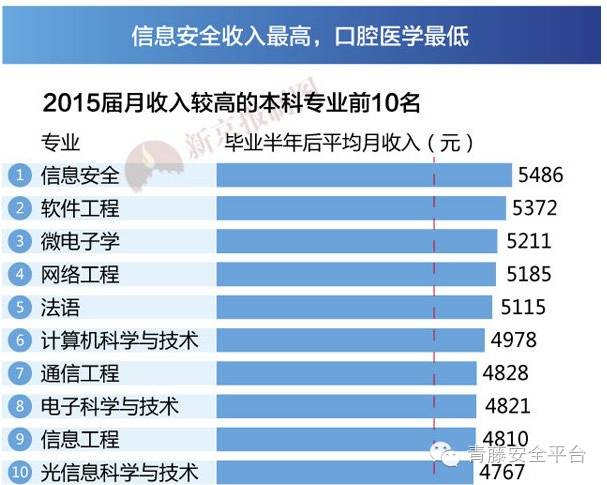 信息安全收入最高，口腔医学最低
2015届月收入较高的本科专业前10名
专业 毕业半年后平均月收入（元）
1 信息安全 5486
2 软件工程 5372
3 微电子学 5211
4 网络工程 5185
5 法语 5115
6 计算机科学与技术 4978
7 通信工程 4828
8 电子科学与技术 4821
9 信息工程 4810
10 光信息科学与技术 4767
新京报制图
青藤安全平台